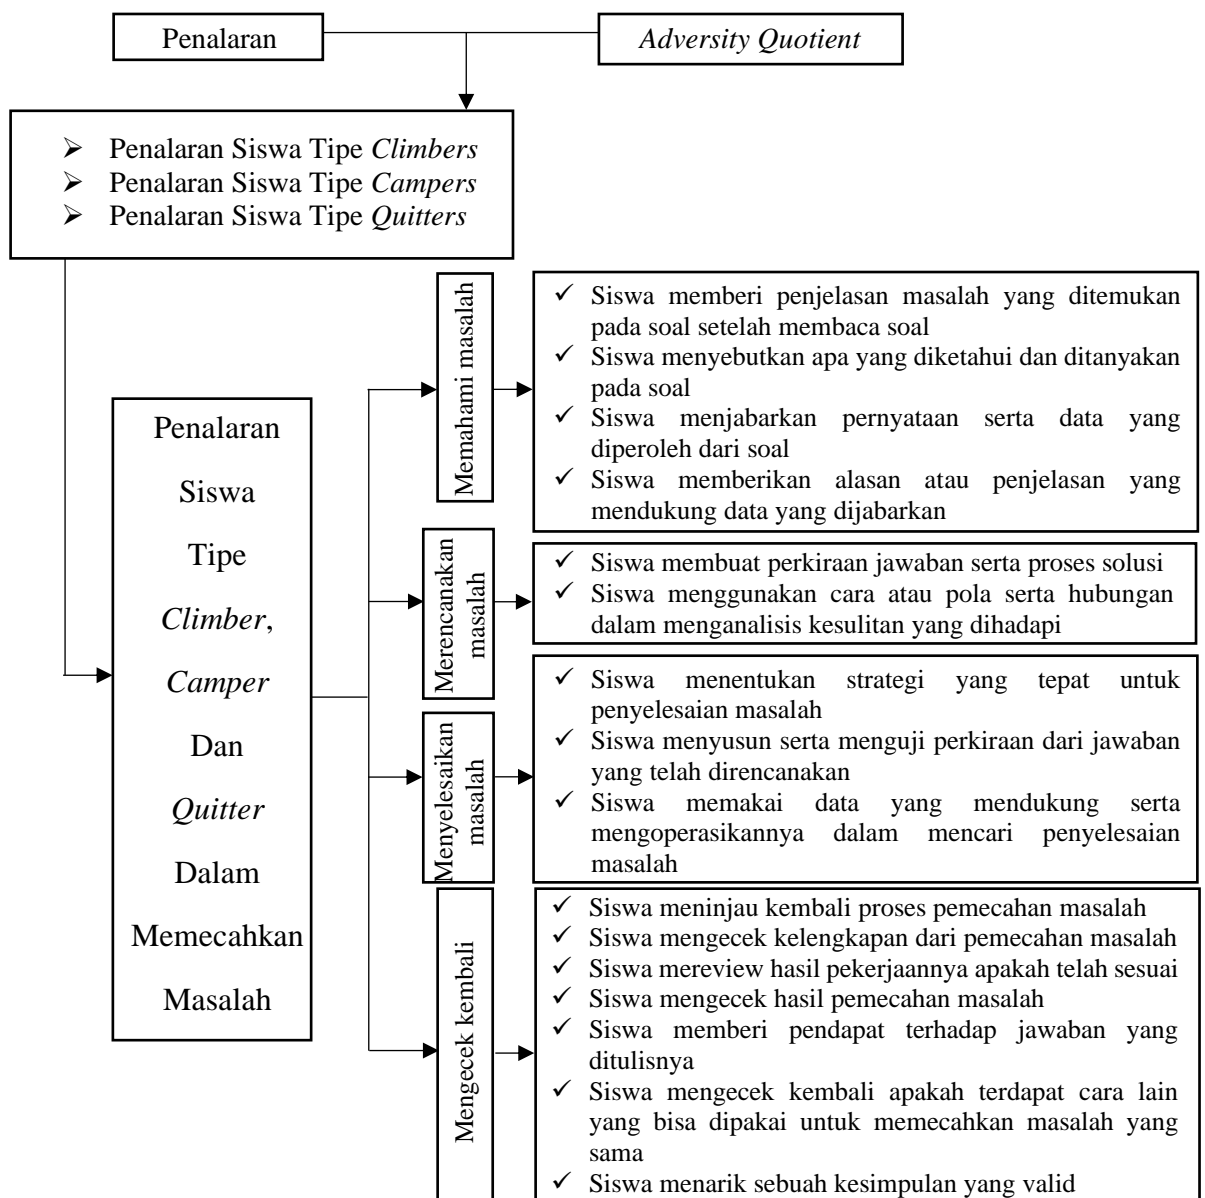 Penalaran
Adversity Quotient
➢ Penalaran Siswa Tipe Climbers
➢ Penalaran Siswa Tipe Campers
➢ Penalaran Siswa Tipe Quitters
Penalaran
Siswa
Tipe
Climber,
Camper
Dan
Quitter
Dalam
Memecahkan
Masalah
Memahami masalah
✓ Siswa memberi penjelasan masalah yang ditemukan
pada soal setelah membaca soal
✓ Siswa menyebutkan apa yang diketahui dan ditanyakan
pada soal
✓ Siswa menjabarkan pernyataan serta data yang
diperoleh dari soal
✓ Siswa memberikan alasan atau penjelasan yang
mendukung data yang dijabarkan
Merencanakan
masalah
✓ Siswa membuat perkiraan jawaban serta proses solusi
✓ Siswa menggunakan cara atau pola serta hubungan
dalam menganalisis kesulitan yang dihadapi
Menyelesaikan
masalah
✓ Siswa menentukan strategi yang tepat untuk
penyelesaian masalah
✓ Siswa menyusun serta menguji perkiraan dari jawaban
yang telah direncanakan
✓ Siswa memakai data yang mendukung serta
mengoperasikannya dalam mencari penyelesaian
masalah
Mengecek kembali
✓ Siswa meninjau kembali proses pemecahan masalah
✓ Siswa mengecek kelengkapan dari pemecahan masalah
✓ Siswa mereview hasil pekerjaannya apakah telah sesuai
✓ Siswa mengecek hasil pemecahan masalah
✓ Siswa memberi pendapat terhadap jawaban yang
ditulisnya
✓ Siswa mengecek kembali apakah terdapat cara lain
yang bisa dipakai untuk memecahkan masalah yang
sama
✓ Siswa menarik sebuah kesimpulan yang valid